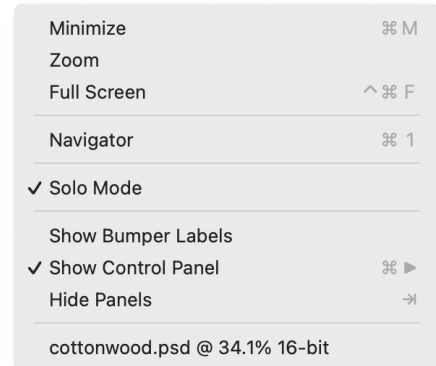 Minimize ⌘ M
Zoom
Full Screen ^ ⌘ F
Navigator ⌘ 1
✓ Solo Mode
Show Bumper Labels
✓ Show Control Panel ⌘ ▶
Hide Panels ⇥
cottonwood.psd @ 34.1% 16-bit